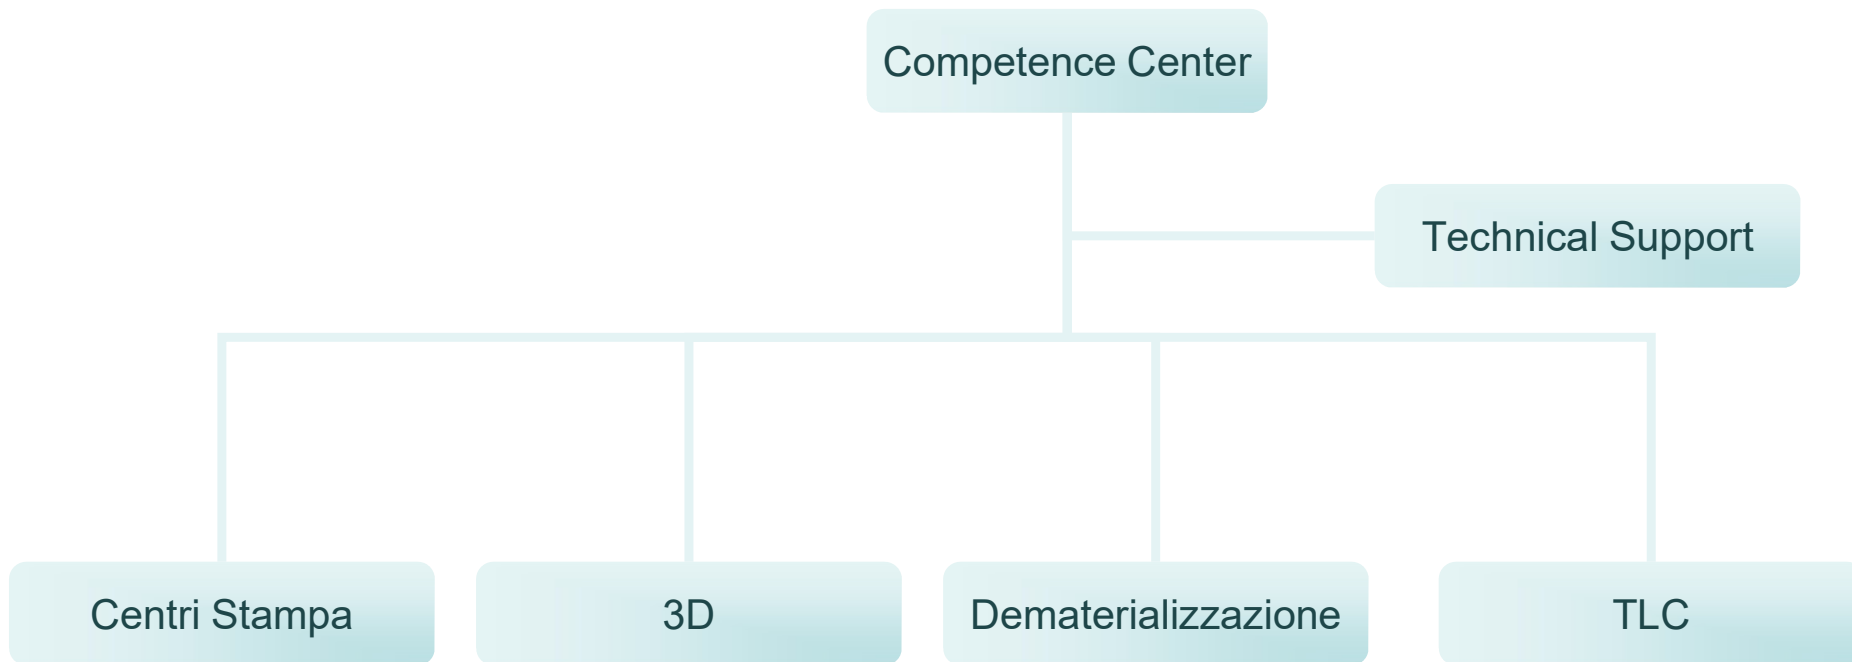 Competence Center
Technical Support
Centri Stampa
3D
Dematerializzazione
TLC